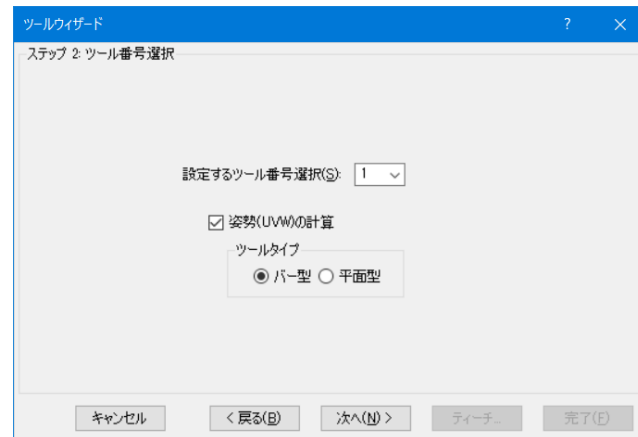 ツールウィザード ? ×
ステップ 2: ツール番号選択
設定するツール番号選択(S): 1
姿勢(UVW)の計算
ツールタイプ
バー型 平面型
キャンセル < 戻る(B) 次へ(N) > ティーチ... 完了(F)